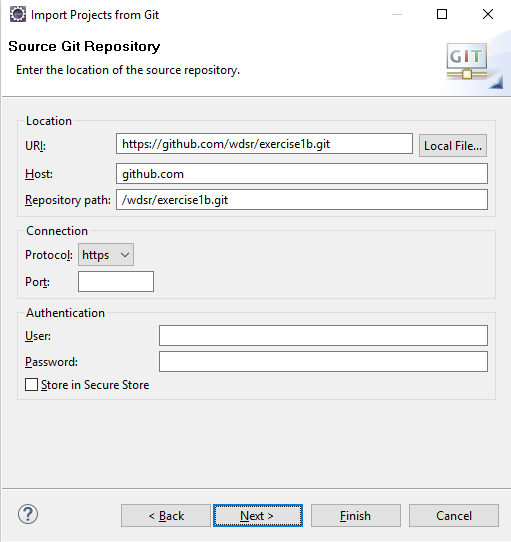 Import Projects from Git
Source Git Repository
Enter the location of the source repository.
GIT
Location
URI: https://github.com/wdsr/exercise1b.git Local File...
Host: github.com
Repository path: /wdsr/exercise1b.git
Connection
Protocol: https
Port:
Authentication
User:
Password:
Store in Secure Store
? < Back Next > Finish Cancel